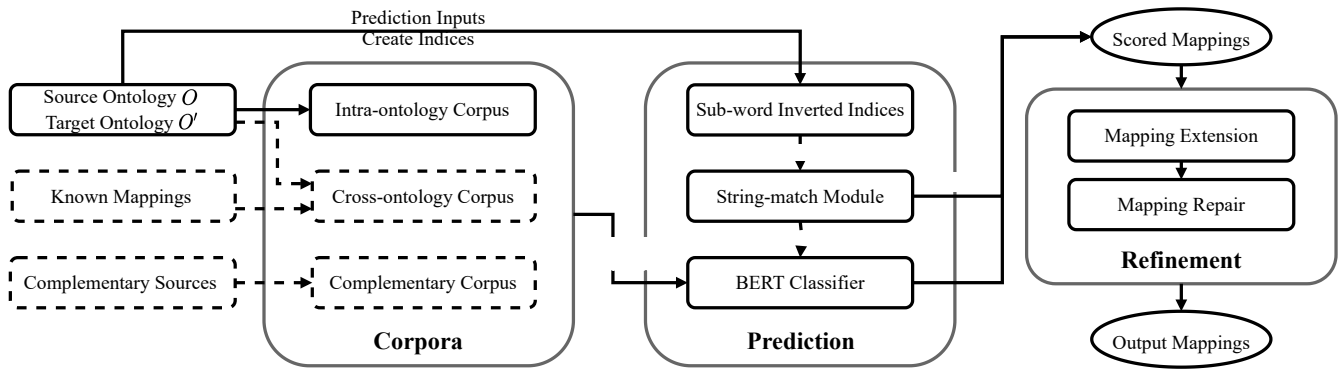 Prediction Inputs
Create Indices
Source Ontology O
Target Ontology O′
Known Mappings
Complementary Sources
Intra-ontology Corpus
Cross-ontology Corpus
Complementary Corpus
Corpora
Sub-word Inverted Indices
String-match Module
BERT Classifier
Prediction
Scored Mappings
Mapping Extension
Mapping Repair
Refinement
Output Mappings